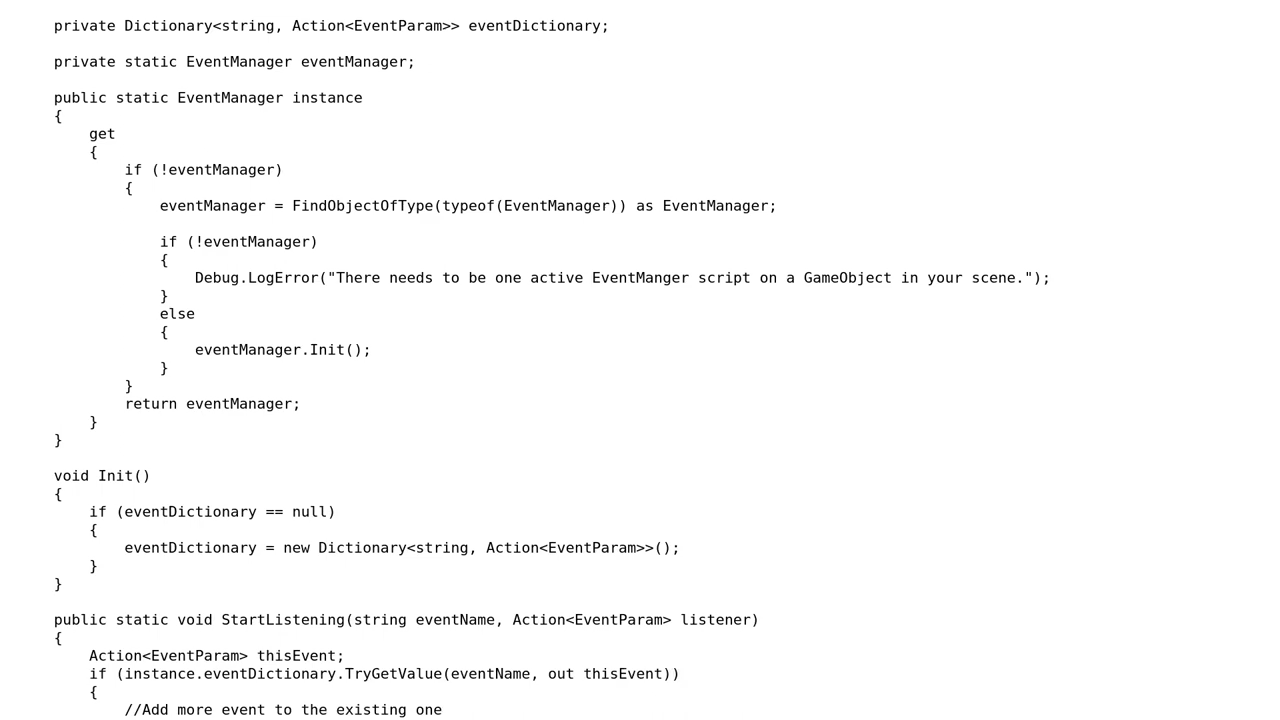 private Dictionary<string, Action<EventParam>> eventDictionary;
private static EventManager eventManager;
public static EventManager instance
{
get
{
if (!eventManager)
{
eventManager = FindObjectOfType(typeof(EventManager)) as EventManager;
if (!eventManager)
{
Debug.LogError("There needs to be one active EventManger script on a GameObject in your scene.");
}
else
{
eventManager.Init();
}
}
return eventManager;
}
}
void Init()
{
if (eventDictionary == null)
{
eventDictionary = new Dictionary<string, Action<EventParam>>();
}
}
public static void StartListening(string eventName, Action<EventParam> listener)
{
Action<EventParam> thisEvent;
if (instance.eventDictionary.TryGetValue(eventName, out thisEvent))
{
//Add more event to the existing one